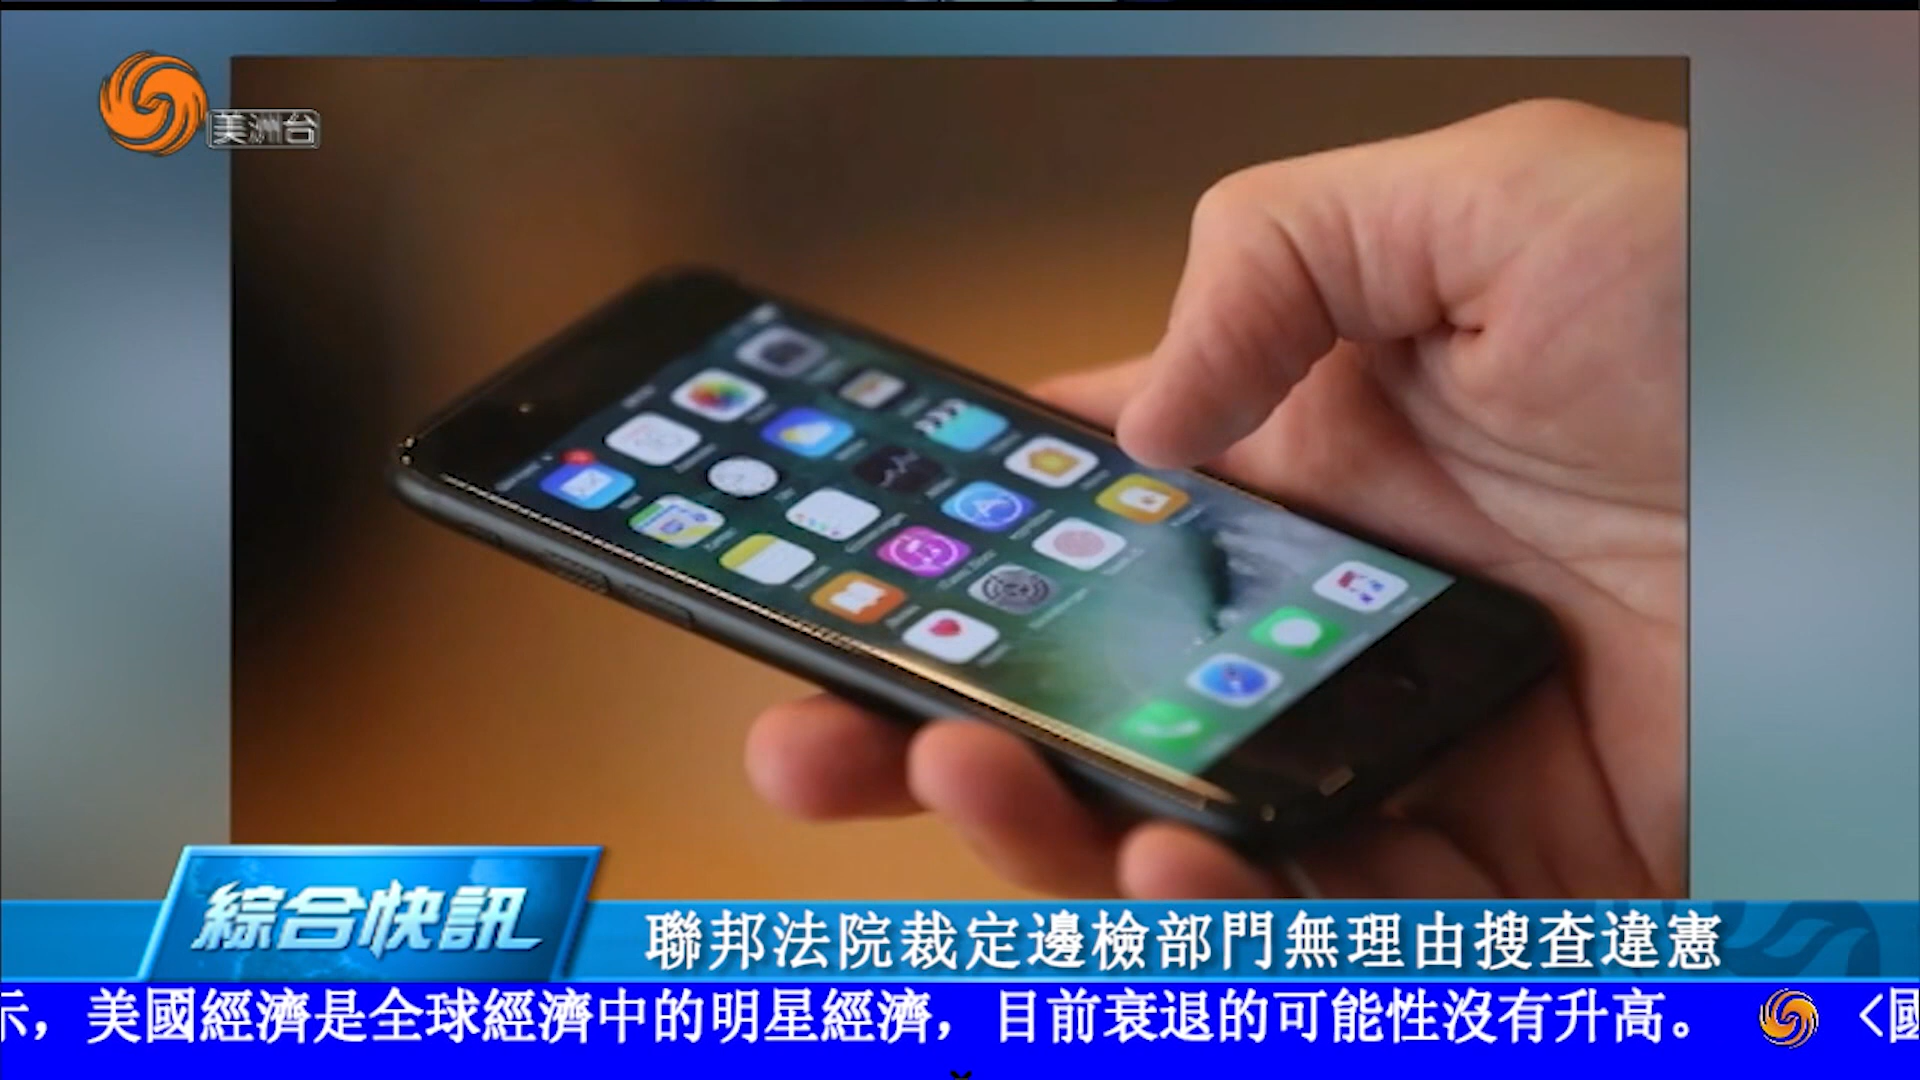 美洲台
綜合快訊
聯邦法院裁定邊檢部門無理由搜查違憲
示，美國經濟是全球經濟中的明星經濟，目前衰退的可能性沒有升高。 <國